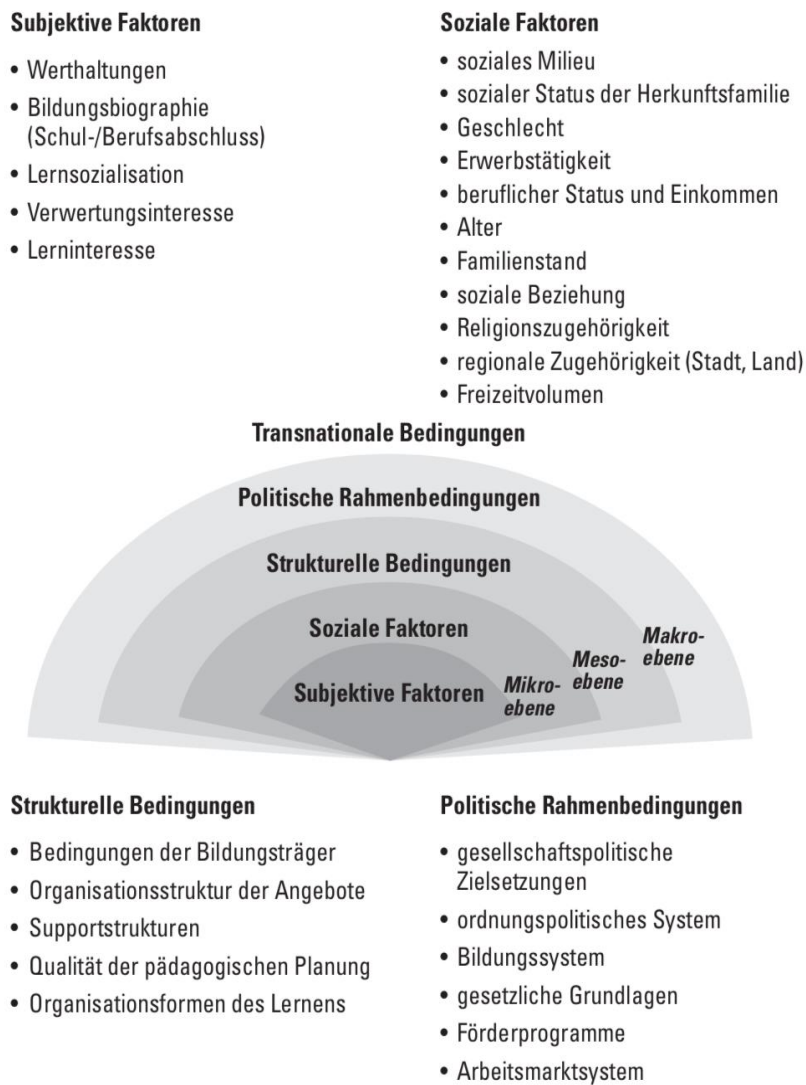 Subjektive Faktoren
• Werthaltungen
• Bildungsbiographie
(Schul-/Berufsabschluss)
• Lernsozialisation
• Verwertungsinteresse
• Lerninteresse
Soziale Faktoren
• soziales Milieu
• sozialer Status der Herkunftsfamilie
• Geschlecht
• Erwerbstätigkeit
• beruflicher Status und Einkommen
• Alter
• Familienstand
• soziale Beziehung
• Religionszugehörigkeit
• regionale Zugehörigkeit (Stadt, Land)
• Freizeitvolumen
Transnationale Bedingungen
Politische Rahmenbedingungen
Strukturelle Bedingungen
Soziale Faktoren
Subjektive Faktoren
Mikro-
ebene
Meso-
ebene
Makro-
ebene
Strukturelle Bedingungen
• Bedingungen der Bildungsträger
• Organisationsstruktur der Angebote
• Supportstrukturen
• Qualität der pädagogischen Planung
• Organisationsformen des Lernens
Politische Rahmenbedingungen
• gesellschaftspolitische
Zielsetzungen
• ordnungspolitisches System
• Bildungssystem
• gesetzliche Grundlagen
• Förderprogramme
• Arbeitsmarktsystem